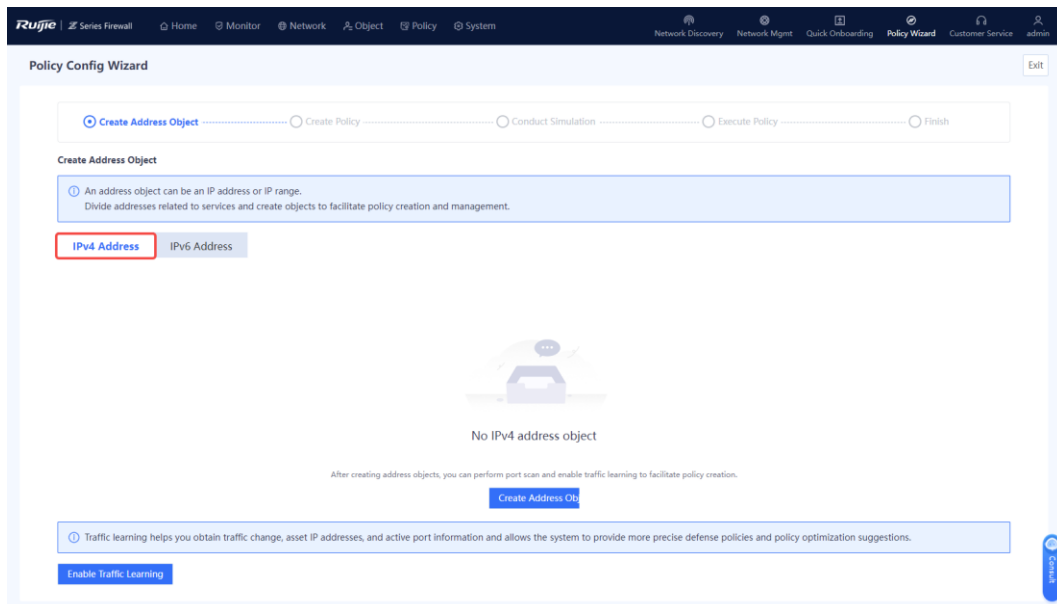 Ruijie | Z Series Firewall Home Monitor Network Object Policy System Network Discovery Network Mgmt Quick Onboarding Policy Wizard Customer Service admin
Policy Config Wizard Exit
Create Address Object Create Policy Conduct Simulation Execute Policy Finish
Create Address Object
An address object can be an IP address or IP range.
Divide addresses related to services and create objects to facilitate policy creation and management.
IPv4 Address IPv6 Address
No IPv4 address object
After creating address objects, you can perform port scan and enable traffic learning to facilitate policy creation.
Create Address Obj
Traffic learning helps you obtain traffic change, asset IP addresses, and active port information and allows the system to provide more precise defense policies and policy optimization suggestions.
Enable Traffic Learning
Consult